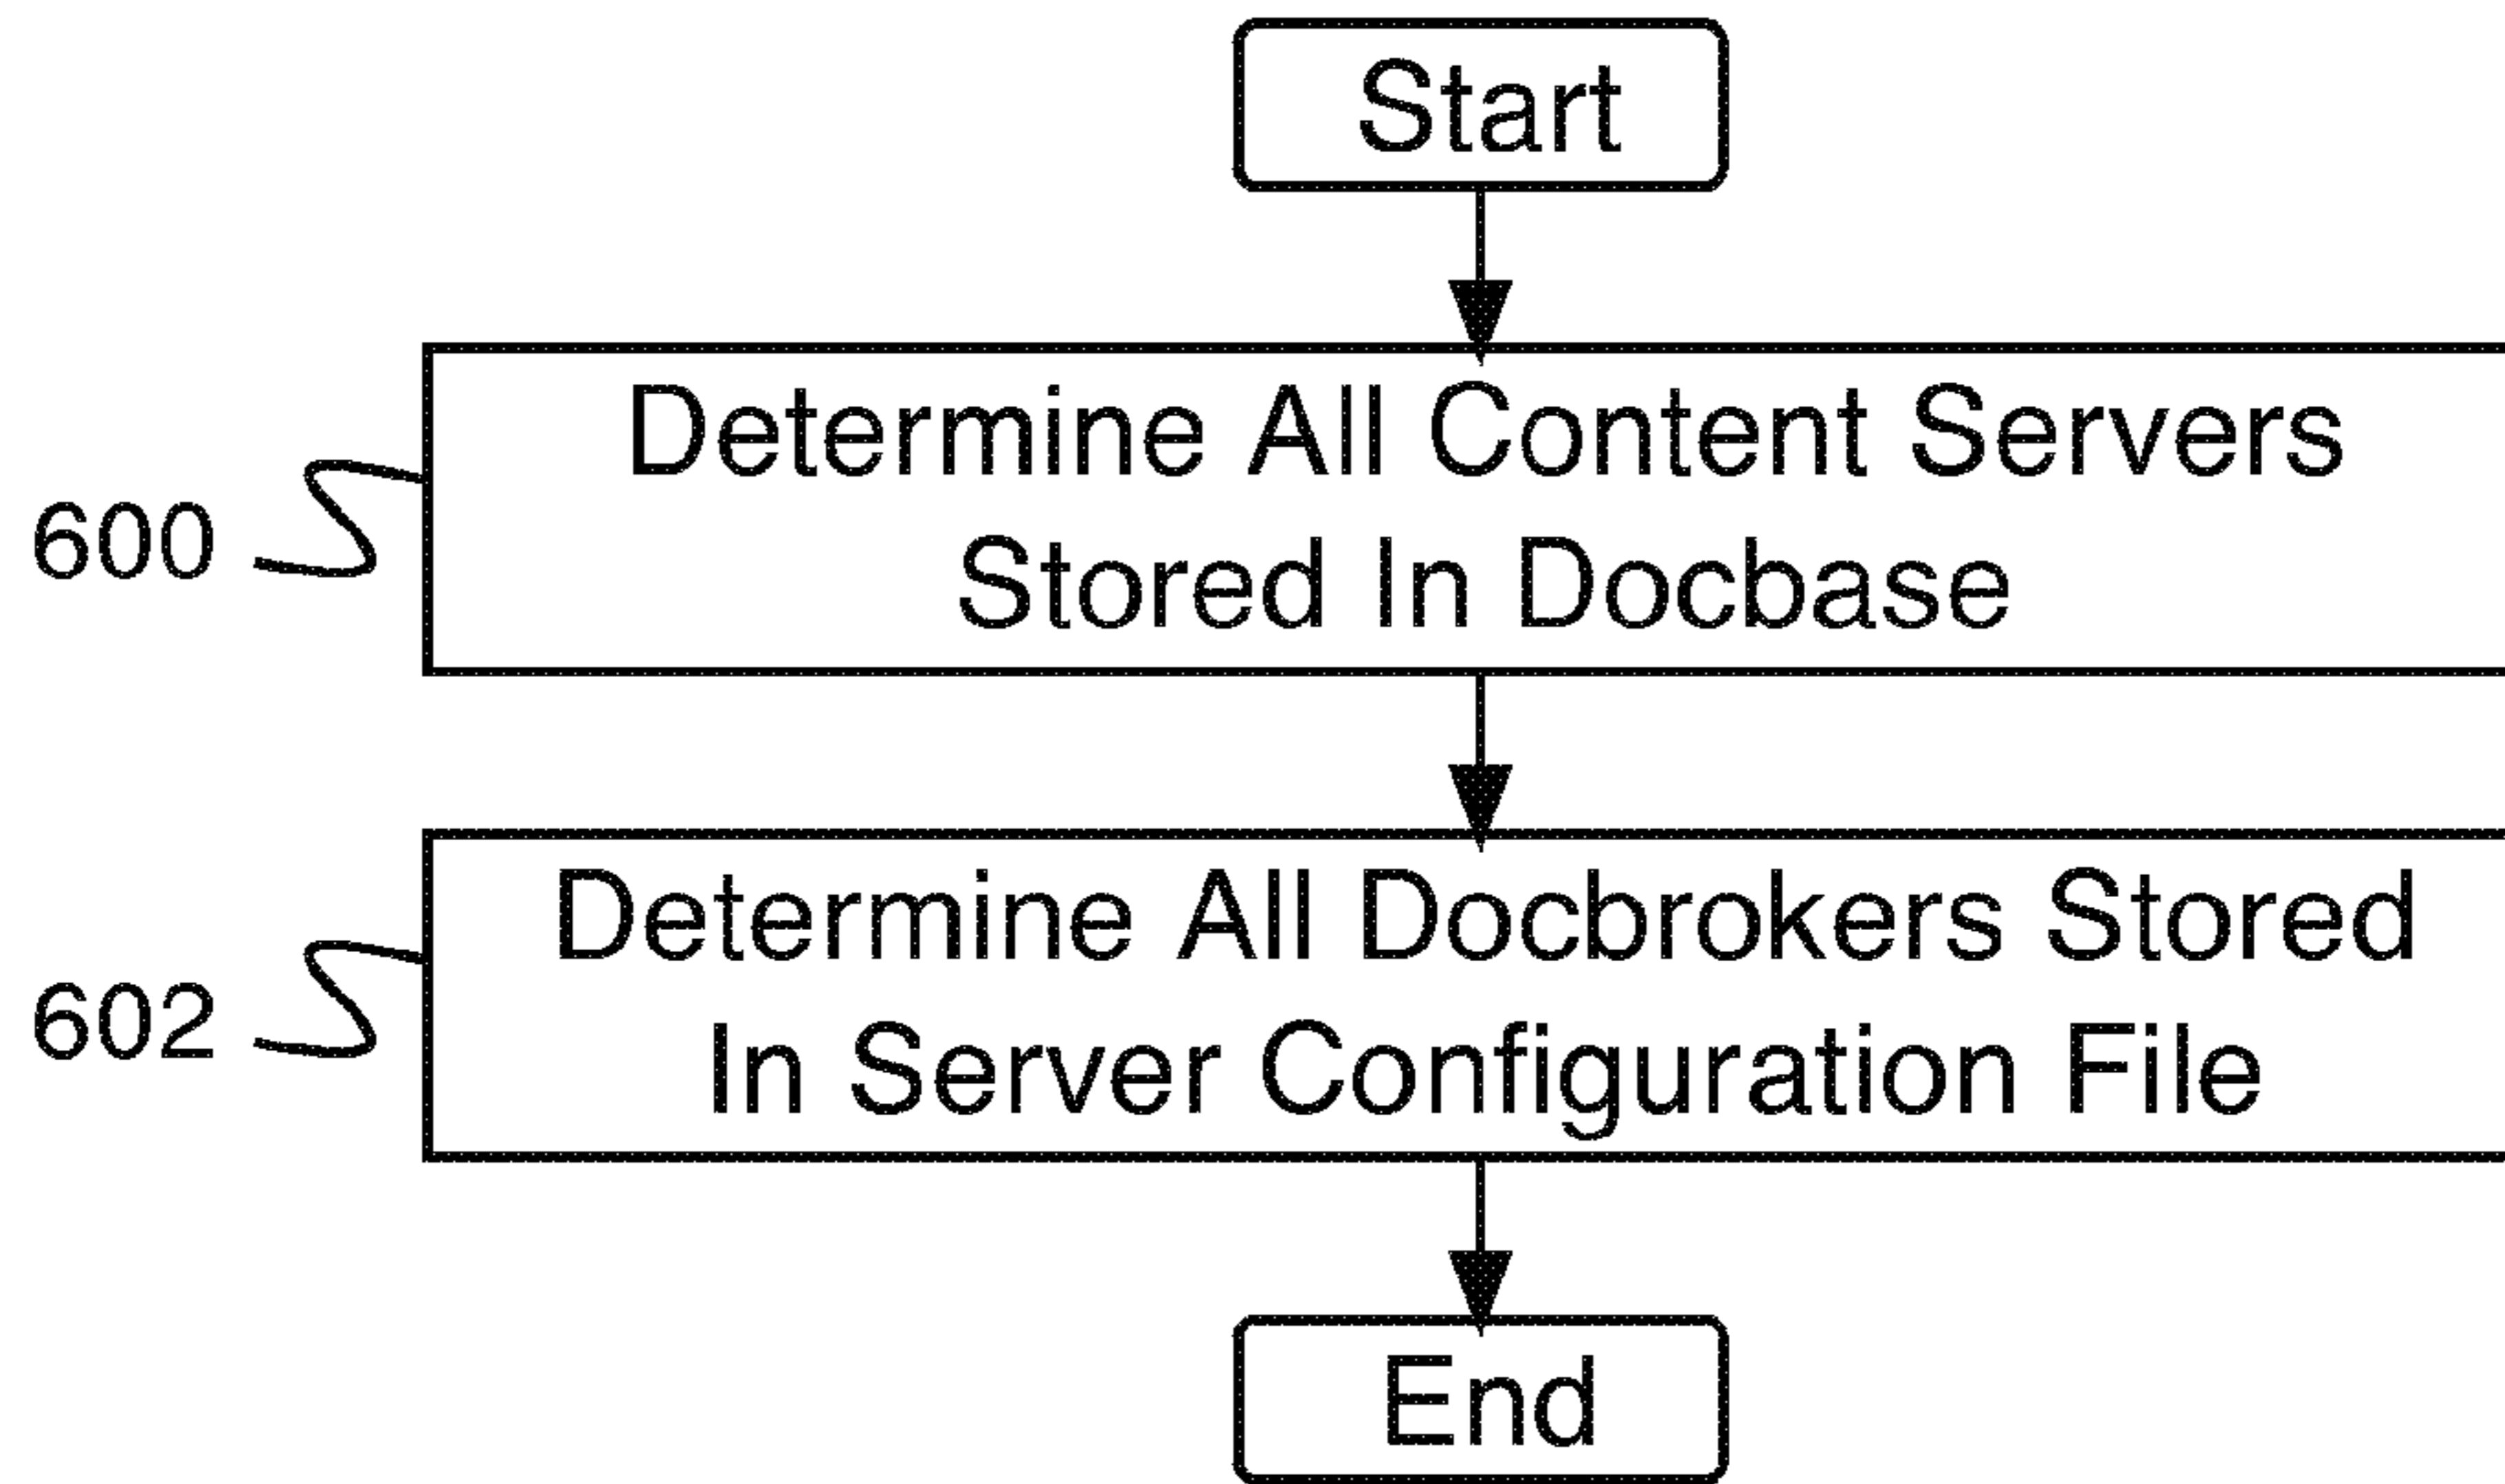 Start
Determine All Content Servers
Stored In Docbase
600
Determine All Docbrokers Stored
In Server Configuration File
602
End